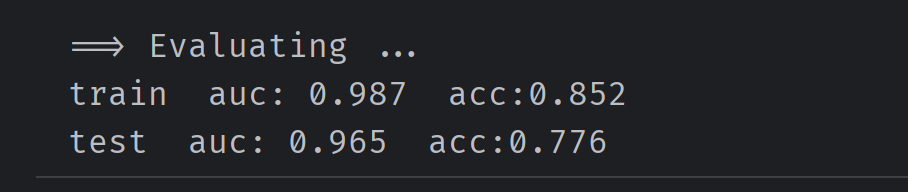 ==> Evaluating ...
train  auc: 0.987  acc:0.852
test  auc: 0.965  acc:0.776